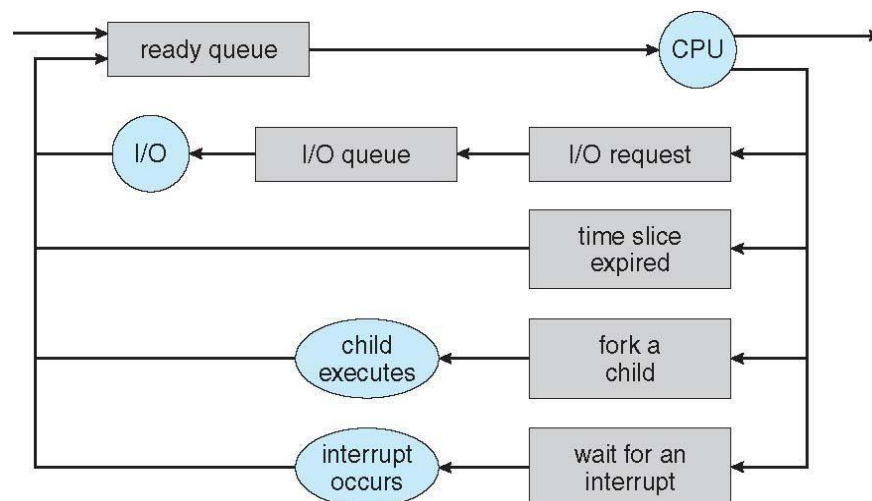 ready queue
CPU
I/O
I/O queue
I/O request
time slice
expired
child
executes
fork a
child
interrupt
occurs
wait for an
interrupt